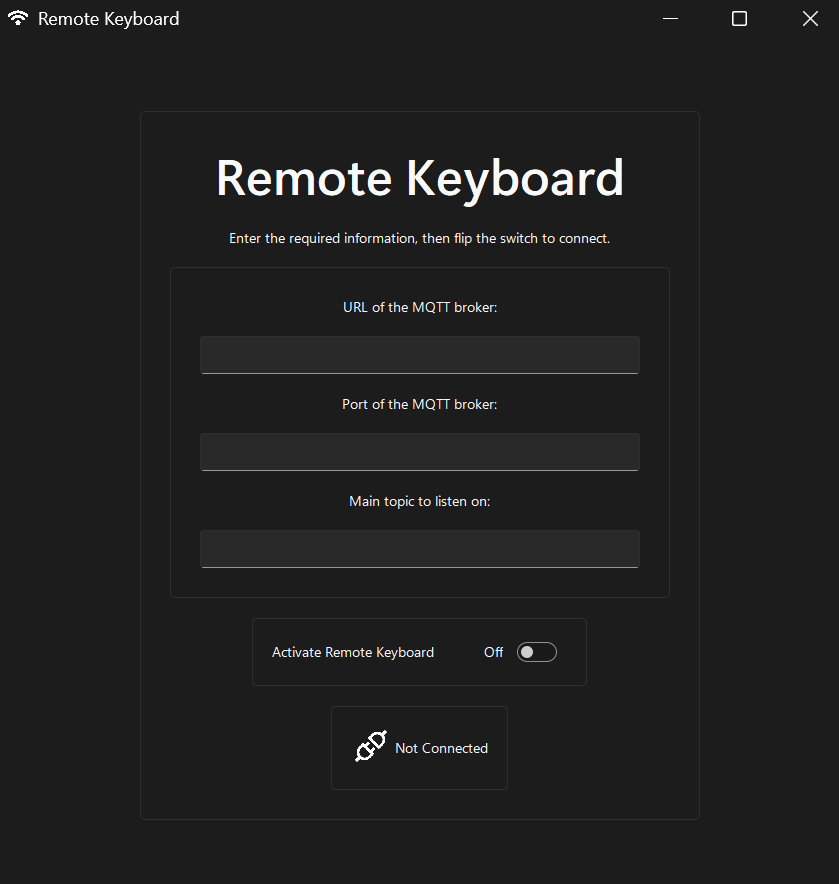 Remote Keyboard
Remote Keyboard
Enter the required information, then flip the switch to connect.
URL of the MQTT broker:
Port of the MQTT broker:
Main topic to listen on:
Activate Remote Keyboard Off
Not Connected